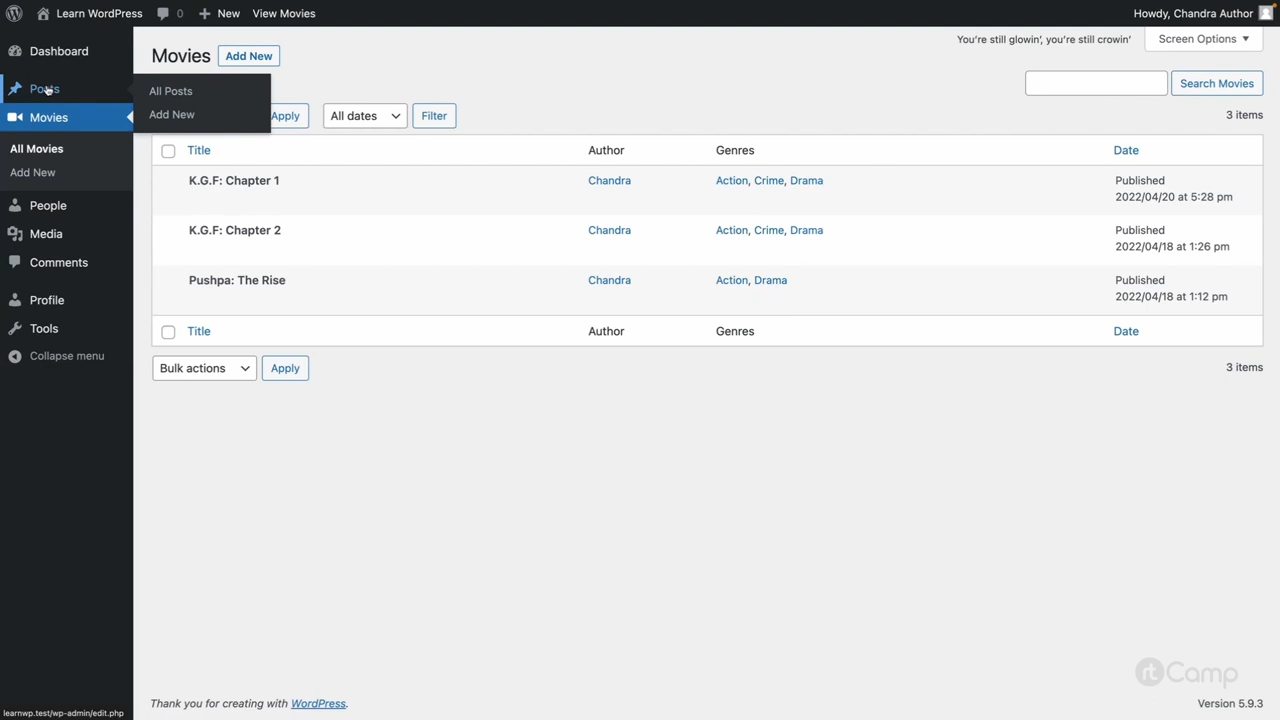 Learn WordPress 0 New View Movies Howdy, Chandra Author
Dashboard
Posts
Movies
All Movies
Add New
People
Media
Comments
Profile
Tools
Collapse menu
All Posts
Add New
Movies Add New
You're still glowin', you're still crowin' Screen Options
Search Movies
Apply All dates Filter 3 items
Title Author Genres Date
K.G.F: Chapter 1 Chandra Action, Crime, Drama Published
2022/04/20 at 5:28 pm
K.G.F: Chapter 2 Chandra Action, Crime, Drama Published
2022/04/18 at 1:26 pm
Pushpa: The Rise Chandra Action, Drama Published
2022/04/18 at 1:12 pm
Title Author Genres Date
Bulk actions Apply 3 items
rtCamp
Thank you for creating with WordPress. Version 5.9.3
learnwp.test/wp-admin/edit.php